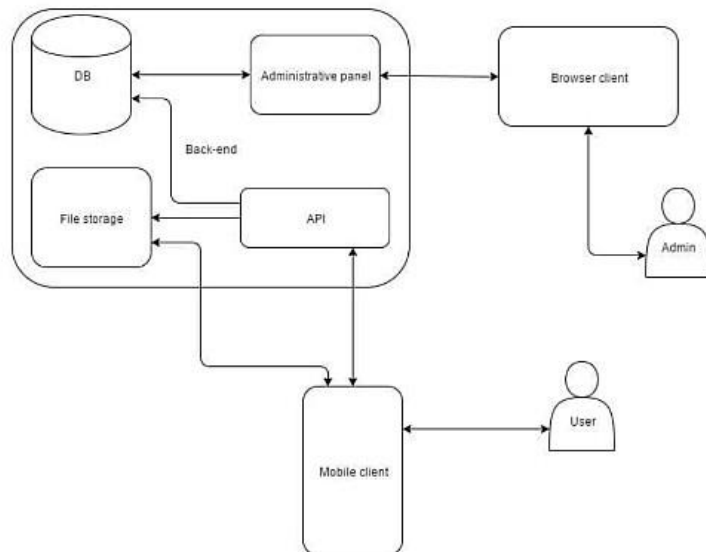 DB
Administrative panel
Browser client
Back-end
File storage
API
Admin
User
Mobile client